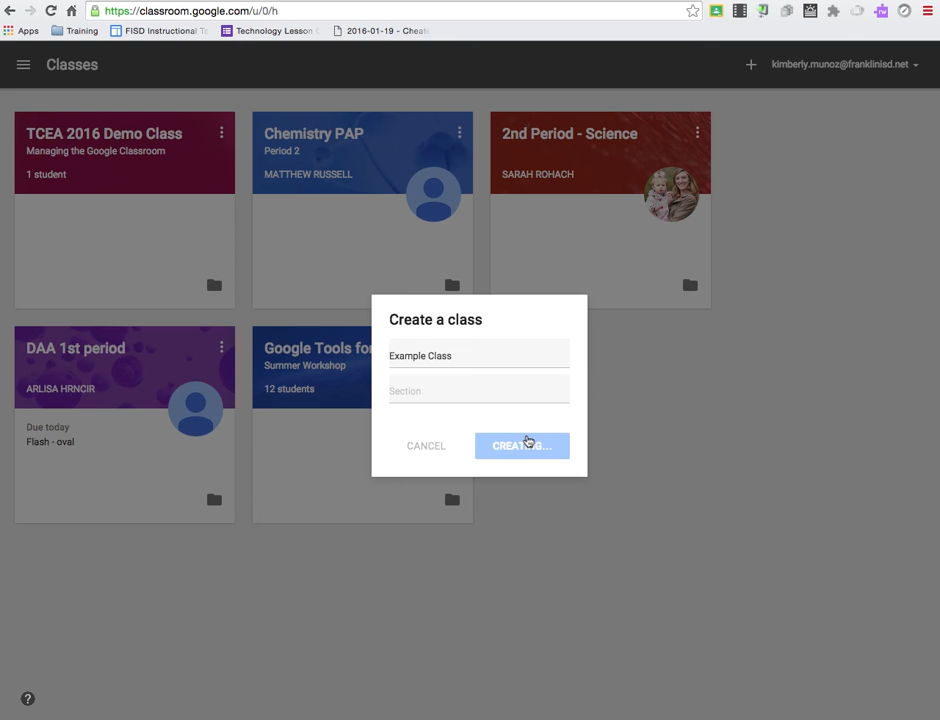 https://classroom.google.com/u/0/h
Apps
Training
FISD Instructional Te
Technology Lesson
2016-01-19 - Cheat
Classes
+
kimberly.munoz@franklinisd.net
TCEA 2016 Demo Class
Managing the Google Classroom
1 student
Chemistry PAP
Period 2
MATTHEW RUSSELL
2nd Period - Science
SARAH ROHACH
DAA 1st period
ARLISA HRNCIR
Due today
Flash - oval
Google Tools for
Summer Workshop
12 students
Create a class
Example Class
Section
CANCEL
CREATING...
?